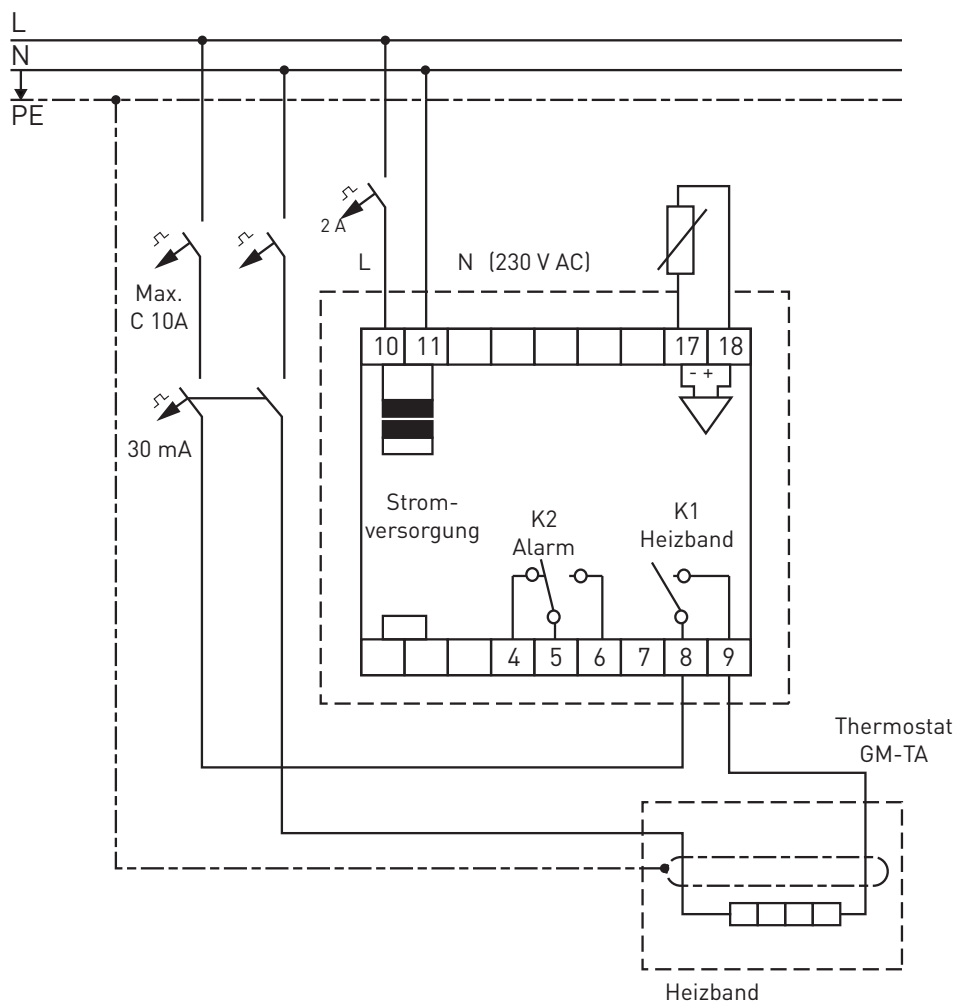 L
N
PE
2 A
L
N (230 V AC)
Max.
C 10A
30 mA
10 11 17 18
- +
Strom-
versorgung
K2
Alarm
K1
Heizband
4 5 6 7 8 9
Thermostat
GM-TA
Heizband